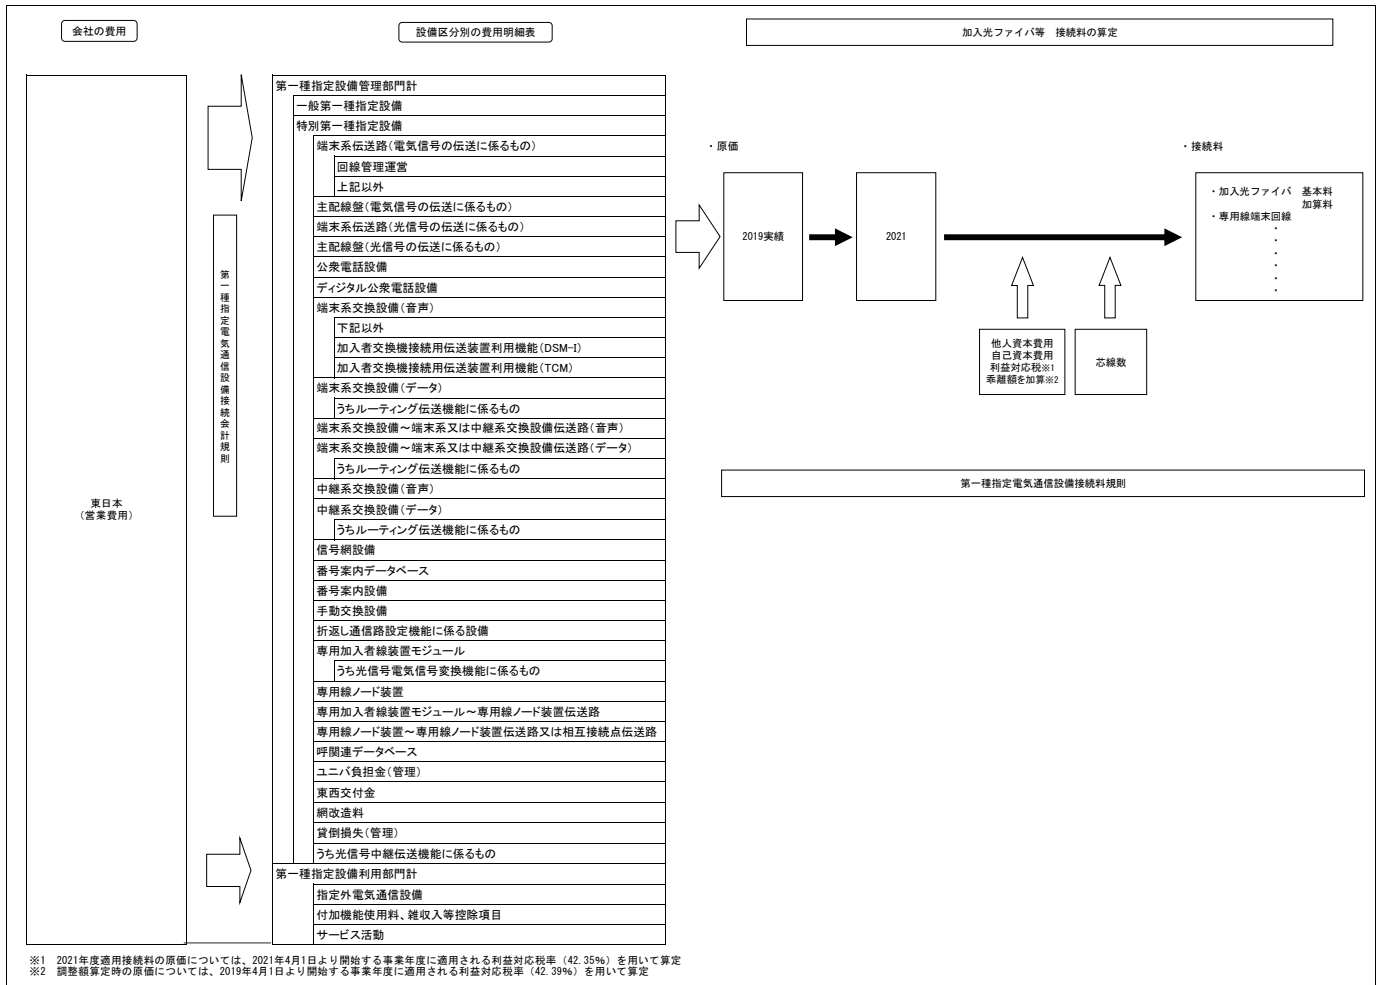 会社の費用
設備区分別の費用明細表
加入光ファイバ等　接続料の算定
東日本
（営業費用）
第一種指定電気通信設備接続会計規則
第一種指定設備管理部門計
一般第一種指定設備
特別第一種指定設備
端末系伝送路(電気信号の伝送に係るもの)
回線管理運営
上記以外
主配線盤(電気信号の伝送に係るもの)
端末系伝送路(光信号の伝送に係るもの)
主配線盤(光信号の伝送に係るもの)
公衆電話設備
ディジタル公衆電話設備
端末系交換設備(音声)
下記以外
加入者交換機接続用伝送装置利用機能(DSM-I)
加入者交換機接続用伝送装置利用機能(TCM)
端末系交換設備(データ)
うちルーティング伝送機能に係るもの
端末系交換設備～端末系又は中継系交換設備伝送路(音声)
端末系交換設備～端末系又は中継系交換設備伝送路(データ)
うちルーティング伝送機能に係るもの
中継系交換設備(音声)
中継系交換設備(データ)
うちルーティング伝送機能に係るもの
信号網設備
番号案内データベース
番号案内設備
手動交換設備
折返し通信路設定機能に係る設備
専用加入者線装置モジュール
うち光信号電気信号変換機能に係るもの
専用線ノード装置
専用加入者線装置モジュール～専用線ノード装置伝送路
専用線ノード装置～専用線ノード装置伝送路又は相互接続点伝送路
呼関連データベース
ユニバ負担金(管理)
東西交付金
網改造料
貸倒損失(管理)
うち光信号中継伝送機能に係るもの
第一種指定設備利用部門計
指定外電気通信設備
付加機能使用料、雑収入等控除項目
サービス活動
・原価
2019実績
2021
・接続料
・加入光ファイバ　基本料
加算料
・専用線端末回線
・
・
・
・
・
・
他人資本費用
自己資本費用
利益対応税※1
乖離額を加算※2
芯線数
第一種指定電気通信設備接続料規則
※1　2021年度適用接続料の原価については、2021年4月1日より開始する事業年度に適用される利益対応税率（42.35%）を用いて算定
※2　調整額算定時の原価については、2019年4月1日より開始する事業年度に適用される利益対応税率（42.39%）を用いて算定